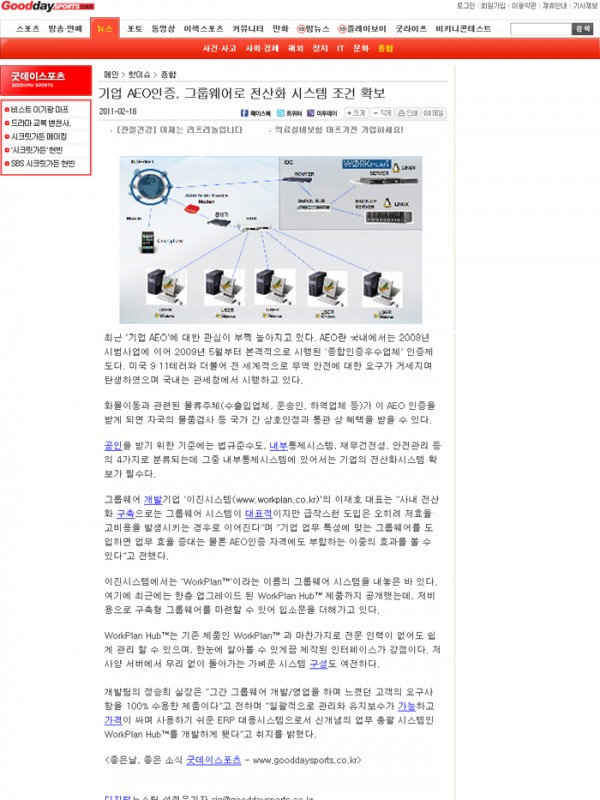 Goodday SPORTS
로그인 | 회원가입 | 이용약관 | 제휴안내 | 기사제보
스포츠 방송·연예 뉴스 포토 동영상 이색스포츠 커뮤니티 만화 밤뉴스 플레이보이 굿라이프 비키니콘테스트 검색
사건·사고 사회·경제 해외 정치 IT 문화 종합
굿데이스포츠
GOODDAY SPORTS
베스트 이기광 마프
드라마 교복 변천사,
시크릿가든 메이킹
'시크릿가든' 현빈
SBS 시크릿가든 현빈
메인 > 핫이슈 > 종합
기업 AEO인증, 그룹웨어로 전산화 시스템 조건 확보
2011-02-18
페이스북 트위터 미투데이 + 크게 - 작게 인쇄 메일
· [관절건강] 이제는 리프리놀입니다 · 의료실비보험 아프기전 가입하세요!
IDC
ROUTER
WORKPLAN
SERVER
LINUX
SWITCH HUB
BACK-UP
SERVER
LINUX
Modem
HUB
Mobile
Smartphone
USER
USER
USER
USER
USER
최근 '기업 AEO'에 대한 관심이 부쩍 높아지고 있다. AEO란 국내에서는 2008년
시범사업에 이어 2009년 5월부터 본격적으로 시행된 '종합인증우수업체' 인증제
도다. 미국 9·11테러와 더불어 전 세계적으로 무역 안전에 대한 요구가 거세지며
탄생하였으며 국내는 관세청에서 시행하고 있다.
화물이동과 관련된 물류주체(수출입업체, 운송인, 하역업체 등)가 이 AEO 인증을
받게 되면 자국의 물품검사 등 국가 간 상호인정과 통관 상 혜택을 받을 수 있다.
공인을 받기 위한 기준에는 법규준수도, 내부통제시스템, 재무건전성, 안전관리 등
의 4가지로 분류되는데 그중 내부통제시스템에 있어서는 기업의 전산화시스템 확
보가 필수다.
그룹웨어 개발기업 '이진시스템(www.workplan.co.kr)'의 이재호 대표는 "사내 전산
화 구축으로는 그룹웨어 시스템이 대표적이지만 급작스런 도입은 오히려 저효율·
고비용을 발생시키는 경우로 이어진다"며 "기업 업무 특성에 맞는 그룹웨어를 도
입하면 업무 효율 증대는 물론 AEO인증 자격에도 부합하는 이중의 효과를 볼 수
있다"고 전했다.
이진시스템에서는 "WorkPlan™"이라는 이름의 그룹웨어 시스템을 내놓은 바 있다.
여기에 최근에는 한층 업그레이드 된 WorkPlan Hub™ 제품까지 공개했는데, 저비
용으로 구축형 그룹웨어를 마련할 수 있어 입소문을 더해가고 있다.
WorkPlan Hub™는 기존 제품인 WorkPlan™ 과 마찬가지로 전문 인력이 없어도 쉽
게 관리 할 수 있으며, 한눈에 알아볼 수 있게끔 제작된 인터페이스가 강점이다. 저
사양 서버에서 무리 없이 돌아가는 가벼운 시스템 구성도 여전하다.
개발팀의 정승희 실장은 "그간 그룹웨어 개발/영업을 하며 느꼈던 고객의 요구사
항을 100% 수용한 제품이다"고 전하며 "일괄적으로 관리와 유지보수가 가능하고
가격이 싸며 사용하기 쉬운 ERP 대응시스템으로서 신개념의 업무 총괄 시스템인
WorkPlan Hub™를 개발하게 됐다"고 취지를 밝혔다.
<좋은날, 좋은 소식 굿데이스포츠 - www.gooddaysports.co.kr>